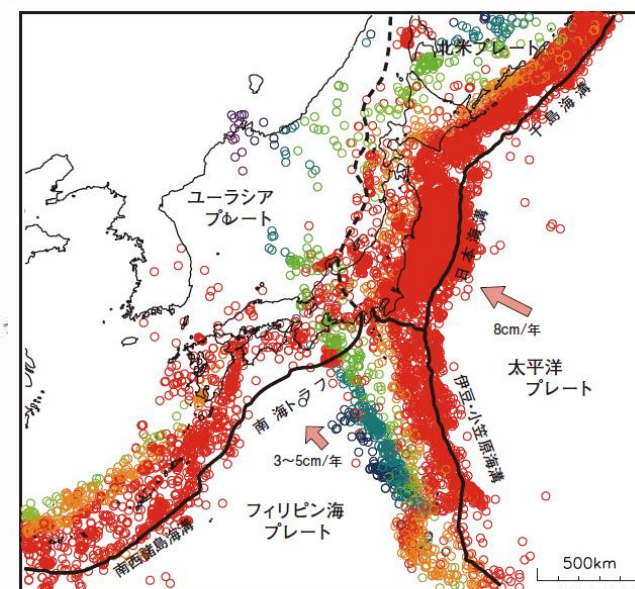 北米プレート
千島海溝
ユーラシア
プレート
日本海溝
8cm/年
太平洋
プレート
南海トラフ
伊豆・小笠原海溝
3～5cm/年
フィリピン海
プレート
南西諸島海溝
500km